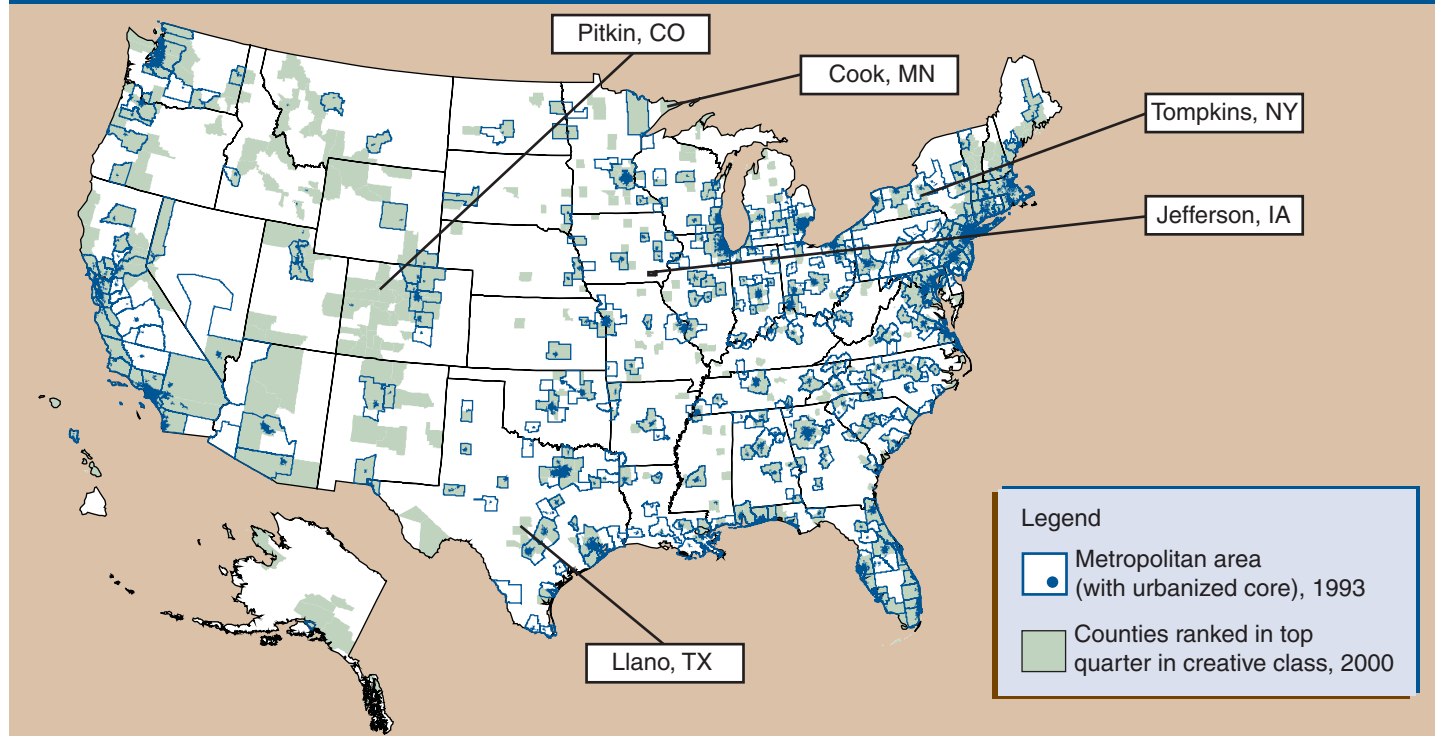 Pitkin, CO
Cook, MN
Tompkins, NY
Jefferson, IA
Llano, TX
Legend
Metropolitan area
(with urbanized core), 1993
Counties ranked in top
quarter in creative class, 2000